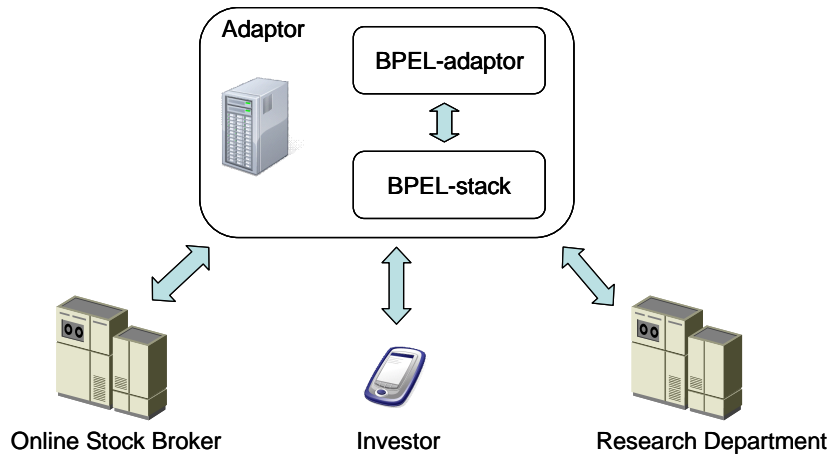 Adaptor
BPEL-adaptor
BPEL-stack
Online Stock Broker
Investor
Research Department